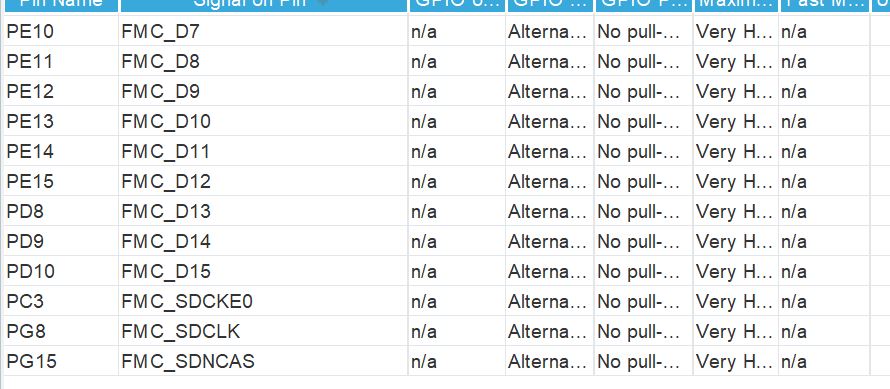 Pin Name Signal on Pin GPIO o... GPIO ... GPIO P... Maxim... Fast M...
PE10 FMC_D7 n/a Alterna... No pull-... Very H... n/a
PE11 FMC_D8 n/a Alterna... No pull-... Very H... n/a
PE12 FMC_D9 n/a Alterna... No pull-... Very H... n/a
PE13 FMC_D10 n/a Alterna... No pull-... Very H... n/a
PE14 FMC_D11 n/a Alterna... No pull-... Very H... n/a
PE15 FMC_D12 n/a Alterna... No pull-... Very H... n/a
PD8 FMC_D13 n/a Alterna... No pull-... Very H... n/a
PD9 FMC_D14 n/a Alterna... No pull-... Very H... n/a
PD10 FMC_D15 n/a Alterna... No pull-... Very H... n/a
PC3 FMC_SDCKE0 n/a Alterna... No pull-... Very H... n/a
PG8 FMC_SDCLK n/a Alterna... No pull-... Very H... n/a
PG15 FMC_SDNCAS n/a Alterna... No pull-... Very H... n/a